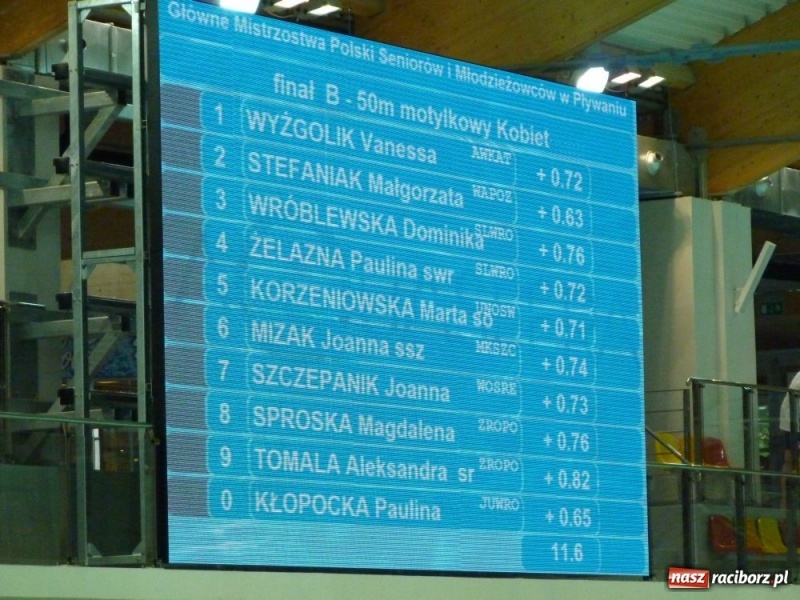 Główne Mistrzostwa Polski Seniorów i Młodzieżowców w Pływaniu
finał B - 50m motylkowy Kobiet
1 WYŻGOLIK Vanessa AWKAT + 0.72
2 STEFANIAK Małgorzata WAPOZ + 0.63
3 WRÓBLEWSKA Dominika SLWRO + 0.76
4 ŻELAZNA Paulina swr SLWRO + 0.72
5 KORZENIOWSKA Marta so UNOSW + 0.71
6 MIZAK Joanna ssz MKSZC + 0.74
7 SZCZEPANIK Joanna WOSRE + 0.73
8 SPROSKA Magdalena ZROPO + 0.76
9 TOMALA Aleksandra sr ZROPO + 0.82
0 KŁOPOCKA Paulina JUWRO + 0.65
11.6
nasz raciborz.pl